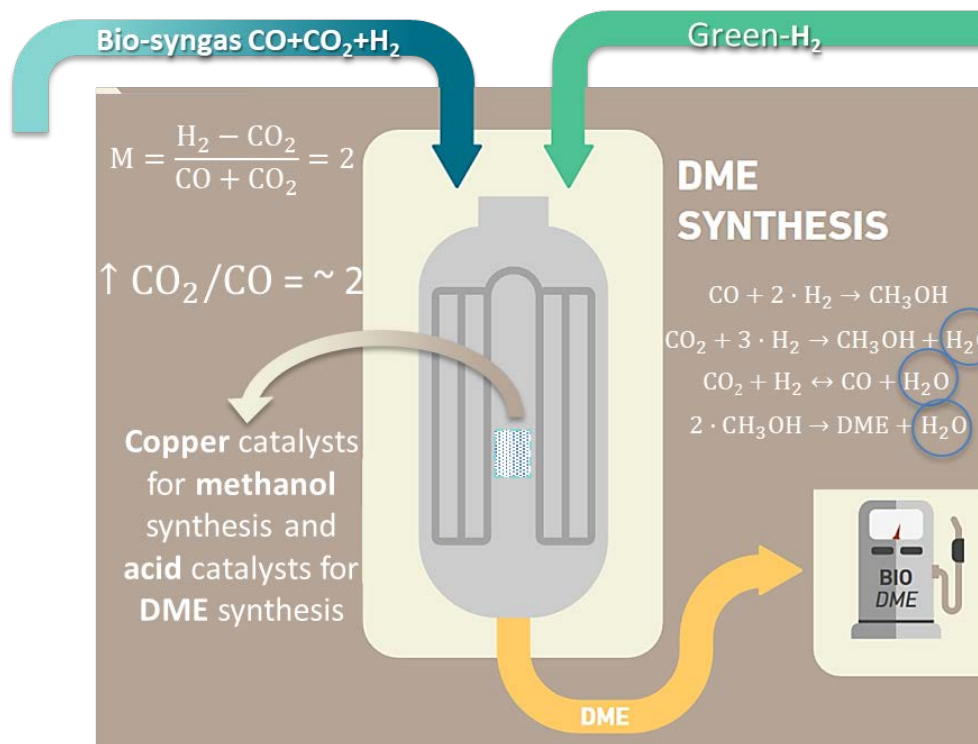 Bio-syngas CO+CO₂+H₂
Green-H₂
M = (H₂ − CO₂)/(CO + CO₂) = 2
↑ CO₂/CO = ~ 2
DME
SYNTHESIS
CO + 2 · H₂ → CH₃OH
CO₂ + 3 · H₂ → CH₃OH + H₂O
CO₂ + H₂ ↔ CO + H₂O
2 · CH₃OH → DME + H₂O
Copper catalysts
for methanol
synthesis and
acid catalysts for
DME synthesis
BIO
DME
DME